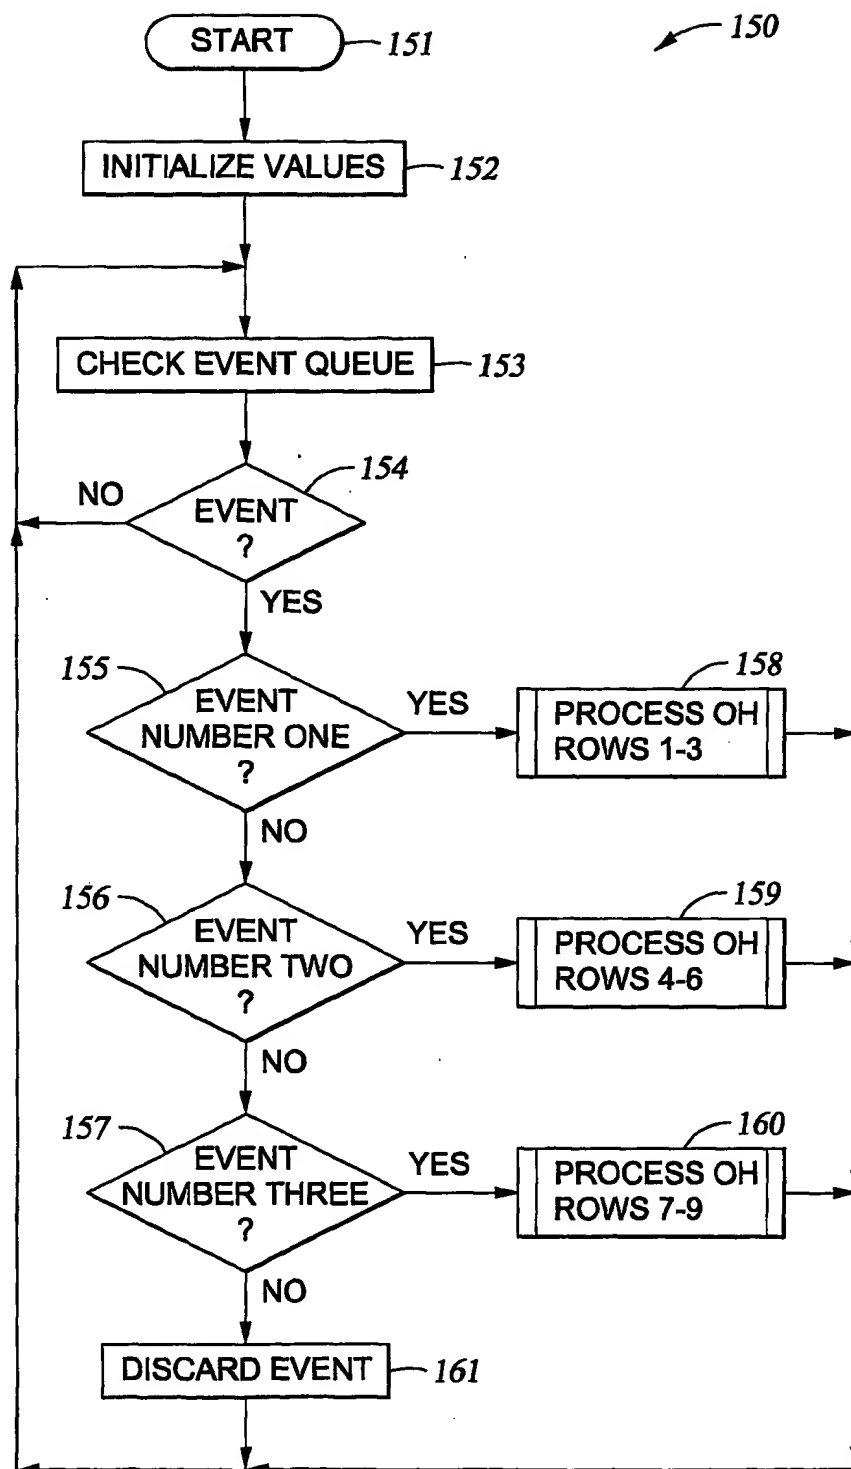 START
151
150
INITIALIZE VALUES
152
CHECK EVENT QUEUE
153
154
NO
EVENT
?
YES
155
EVENT
NUMBER ONE
?
YES
158
PROCESS OH
ROWS 1-3
NO
156
EVENT
NUMBER TWO
?
YES
159
PROCESS OH
ROWS 4-6
NO
157
EVENT
NUMBER THREE
?
YES
160
PROCESS OH
ROWS 7-9
NO
DISCARD EVENT
161